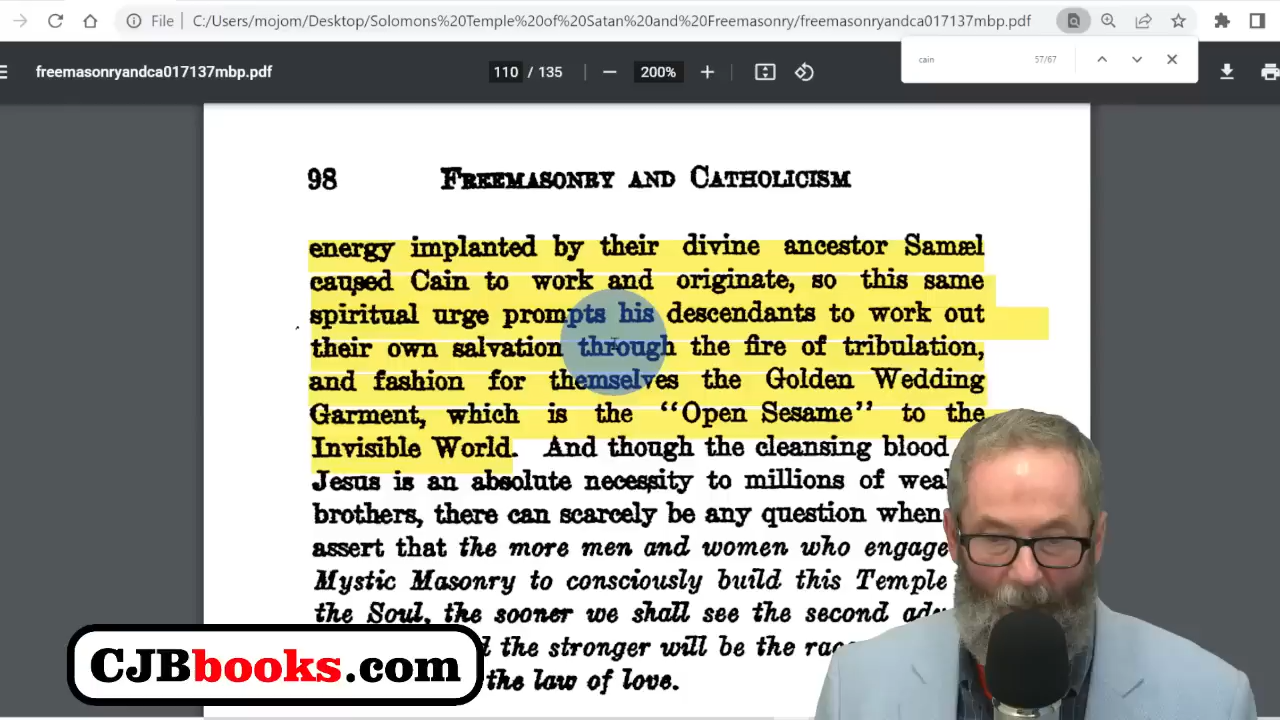 File C:/Users/mojom/Desktop/Solomons%20Temple%20of%20Satan%20and%20Freemasonry/freemasonryandca017137mbp.pdf
cain 57/67
freemasonryandca017137mbp.pdf 110 / 135 200%
98 FREEMASONRY AND CATHOLICISM
energy implanted by their divine ancestor Samæl
caused Cain to work and originate, so this same
spiritual urge prompts his descendants to work out
their own salvation through the fire of tribulation,
and fashion for themselves the Golden Wedding
Garment, which is the “Open Sesame” to the
Invisible World. And though the cleansing blood
Jesus is an absolute necessity to millions of
brothers, there can scarcely be any question when
assert that the more men and women who engage
Mystic Masonry to consciously build this Temple
the Soul, the sooner we shall see the second
the stronger will be the
the law of love.
CJBbooks.com